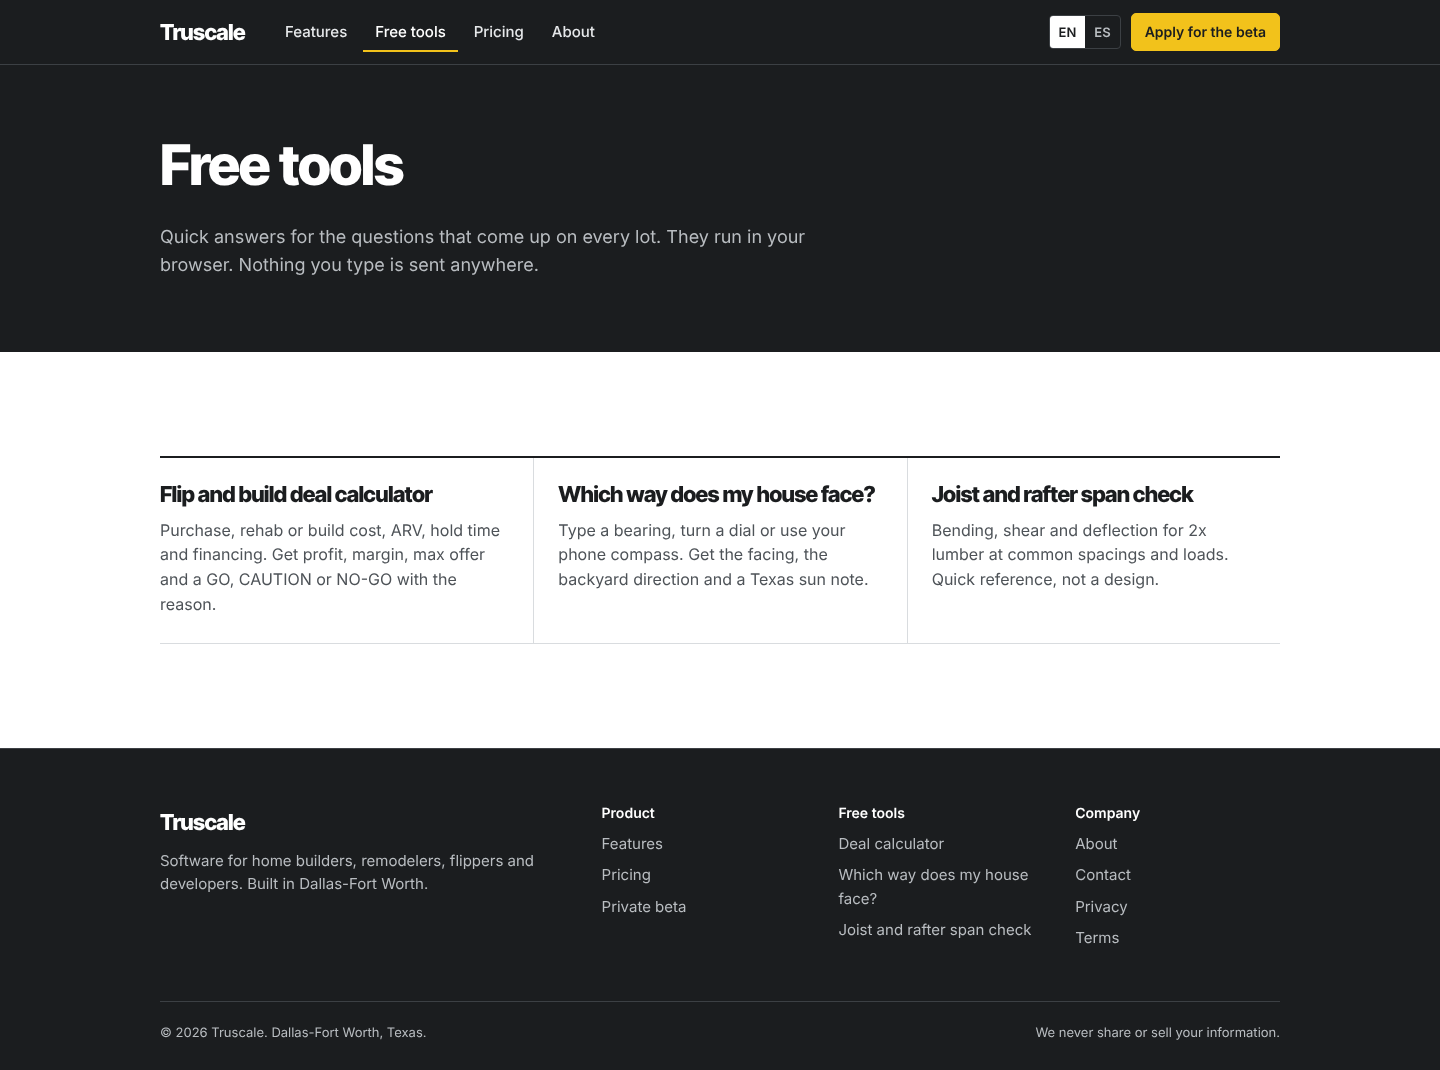 Truscale
Features
Free tools
Pricing
About
EN
ES
Apply for the beta
Free tools
Quick answers for the questions that come up on every lot. They run in your
browser. Nothing you type is sent anywhere.
Flip and build deal calculator
Purchase, rehab or build cost, ARV, hold time
and financing. Get profit, margin, max offer
and a GO, CAUTION or NO-GO with the
reason.
Which way does my house face?
Type a bearing, turn a dial or use your
phone compass. Get the facing, the
backyard direction and a Texas sun note.
Joist and rafter span check
Bending, shear and deflection for 2x
lumber at common spacings and loads.
Quick reference, not a design.
Truscale
Software for home builders, remodelers, flippers and
developers. Built in Dallas-Fort Worth.
Product
Features
Pricing
Private beta
Free tools
Deal calculator
Which way does my house
face?
Joist and rafter span check
Company
About
Contact
Privacy
Terms
© 2026 Truscale. Dallas-Fort Worth, Texas.
We never share or sell your information.